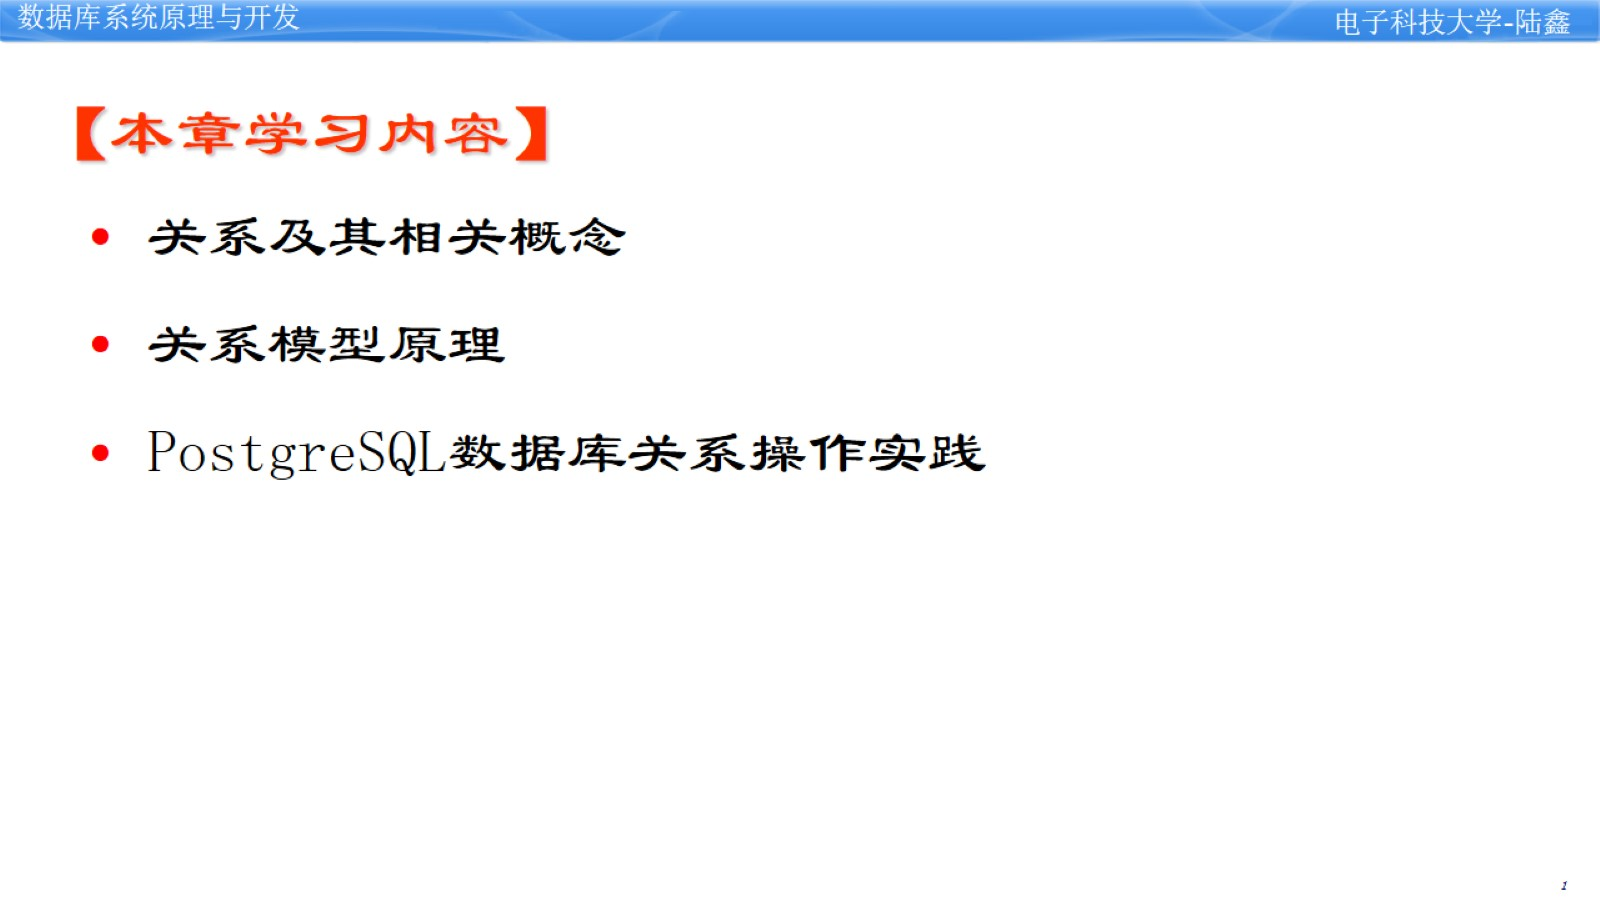 数据库系统原理与开发
电子科技大学-陆鑫
【本章学习内容】
• 关系及其相关概念
• 关系模型原理
• PostgreSQL数据库关系操作实践
1